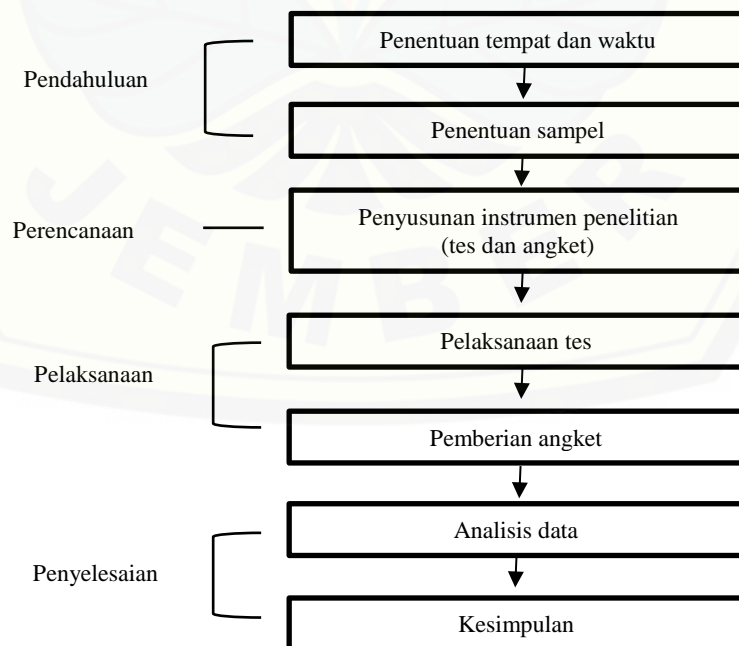 Penentuan tempat dan waktu
Pendahuluan
Penentuan sampel
Penyusunan instrumen penelitian
Perencanaan
(tes dan angket)
Pelaksanaan tes
Pelaksanaan
Pemberian angket
Analisis data
Penyelesaian
Kesimpulan
JEMBER